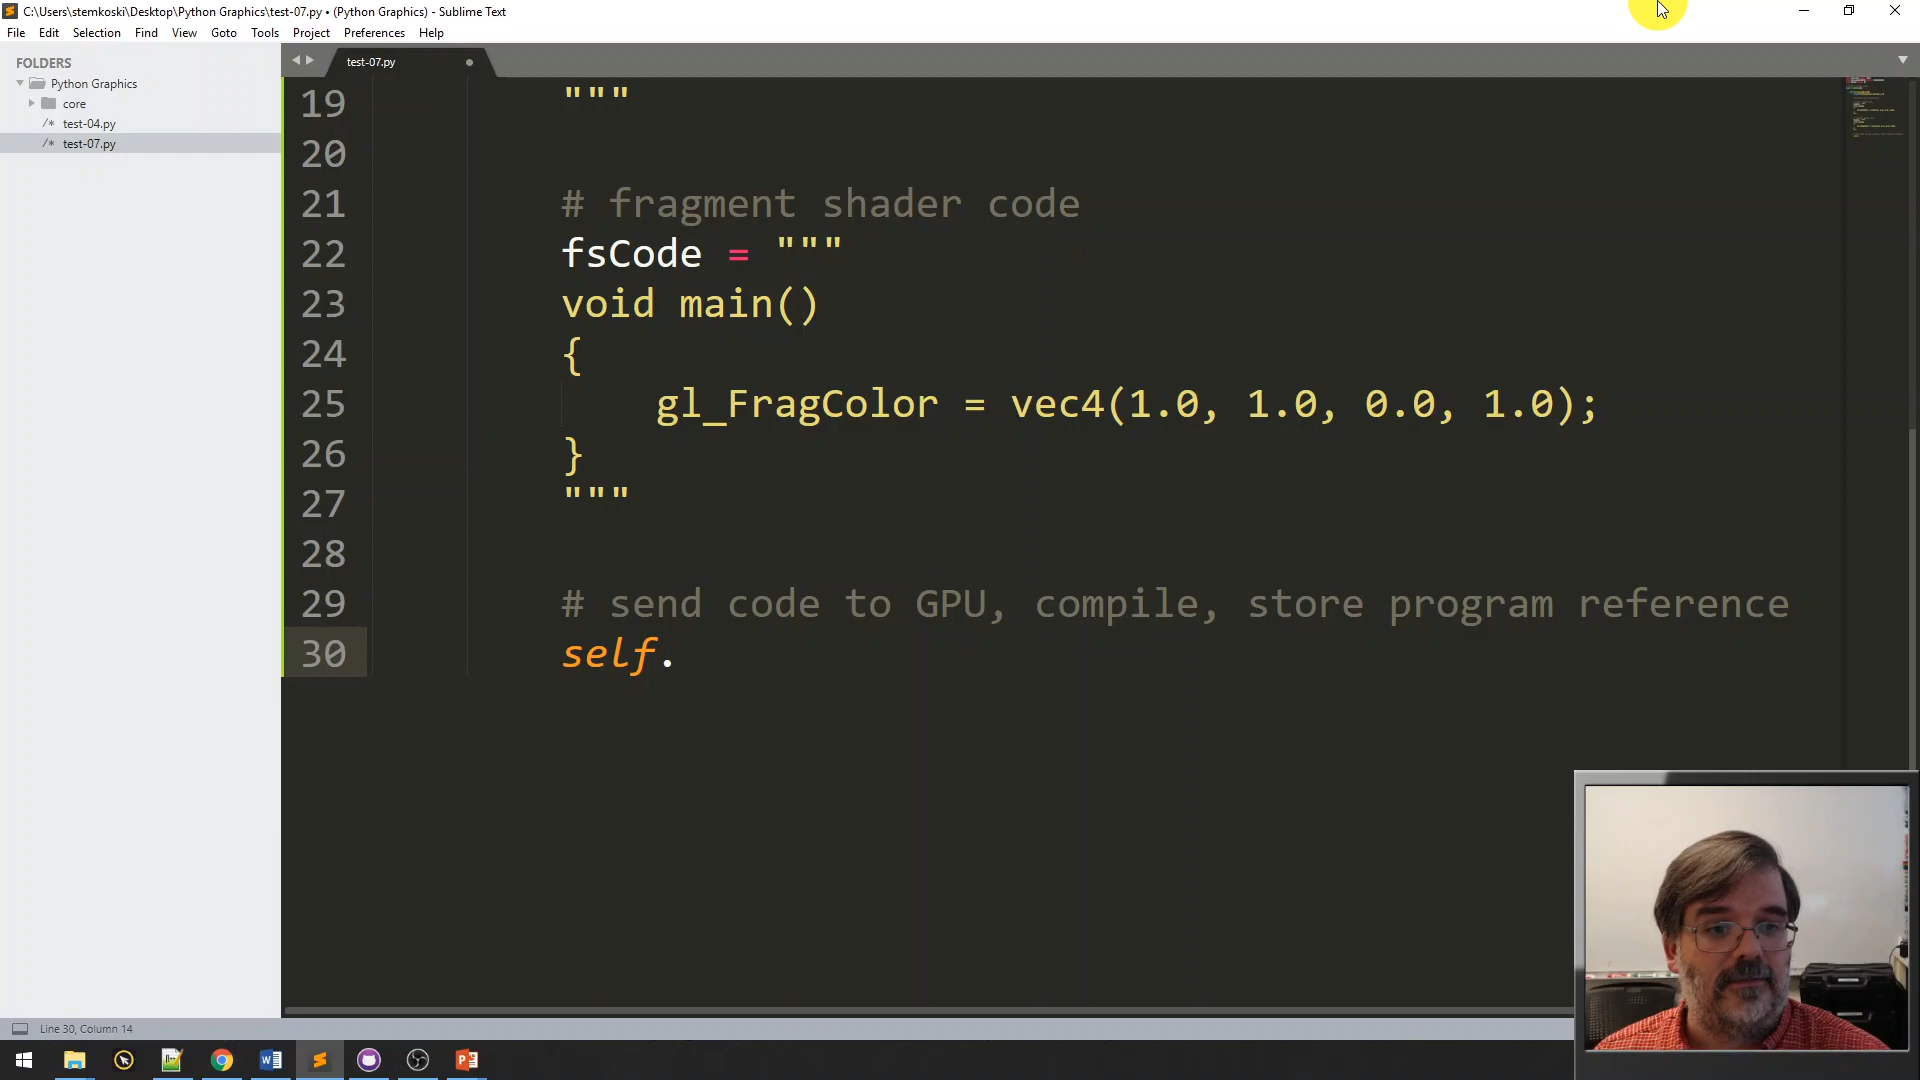 C:\Users\stemkoski\Desktop\Python Graphics\test-07.py • (Python Graphics) - Sublime Text
File Edit Selection Find View Goto Tools Project Preferences Help
FOLDERS
Python Graphics
core
/* test-04.py
/* test-07.py
test-07.py
19 """
20
21 # fragment shader code
22 fsCode = """
23 void main()
24 {
25 gl_FragColor = vec4(1.0, 1.0, 0.0, 1.0);
26 }
27 """
28
29 # send code to GPU, compile, store program reference
30 self.
Line 30, Column 14